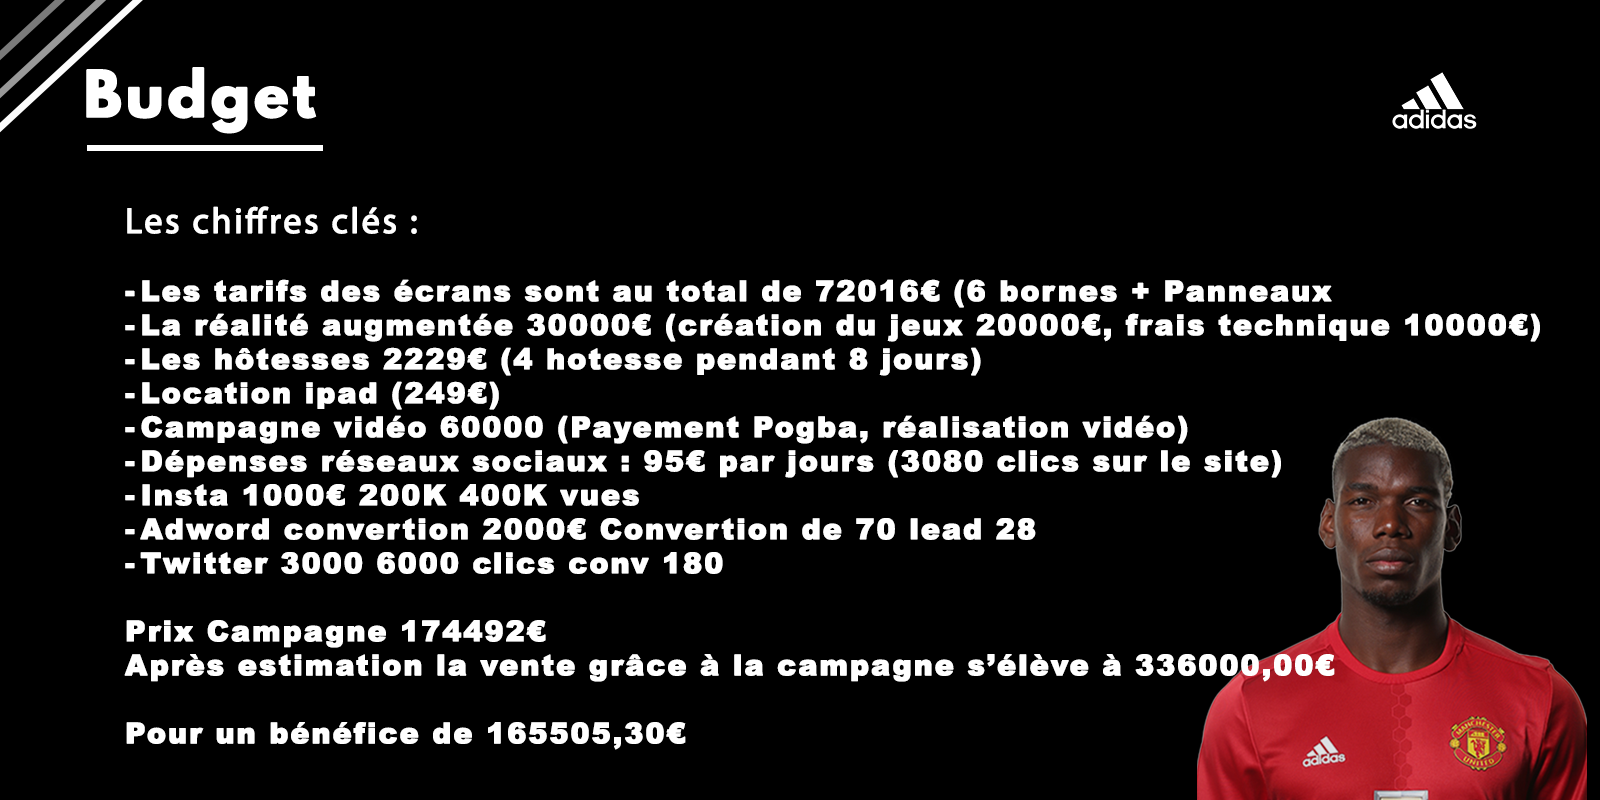 Budget
adidas
Les chiffres clés :
-Les tarifs des écrans sont au total de 72016€ (6 bornes + Panneaux
-La réalité augmentée 30000€ (création du jeux 20000€, frais technique 10000€)
-Les hôtesses 2229€ (4 hotesse pendant 8 jours)
-Location ipad (249€)
-Campagne vidéo 60000 (Payement Pogba, réalisation vidéo)
-Dépenses réseaux sociaux : 95€ par jours (3080 clics sur le site)
-Insta 1000€ 200K 400K vues
-Adword convertion 2000€ Convertion de 70 lead 28
-Twitter 3000 6000 clics conv 180
Prix Campagne 174492€
Après estimation la vente grâce à la campagne s’élève à 336000,00€
Pour un bénéfice de 165505,30€
adidas
MANCHESTER
UNITED